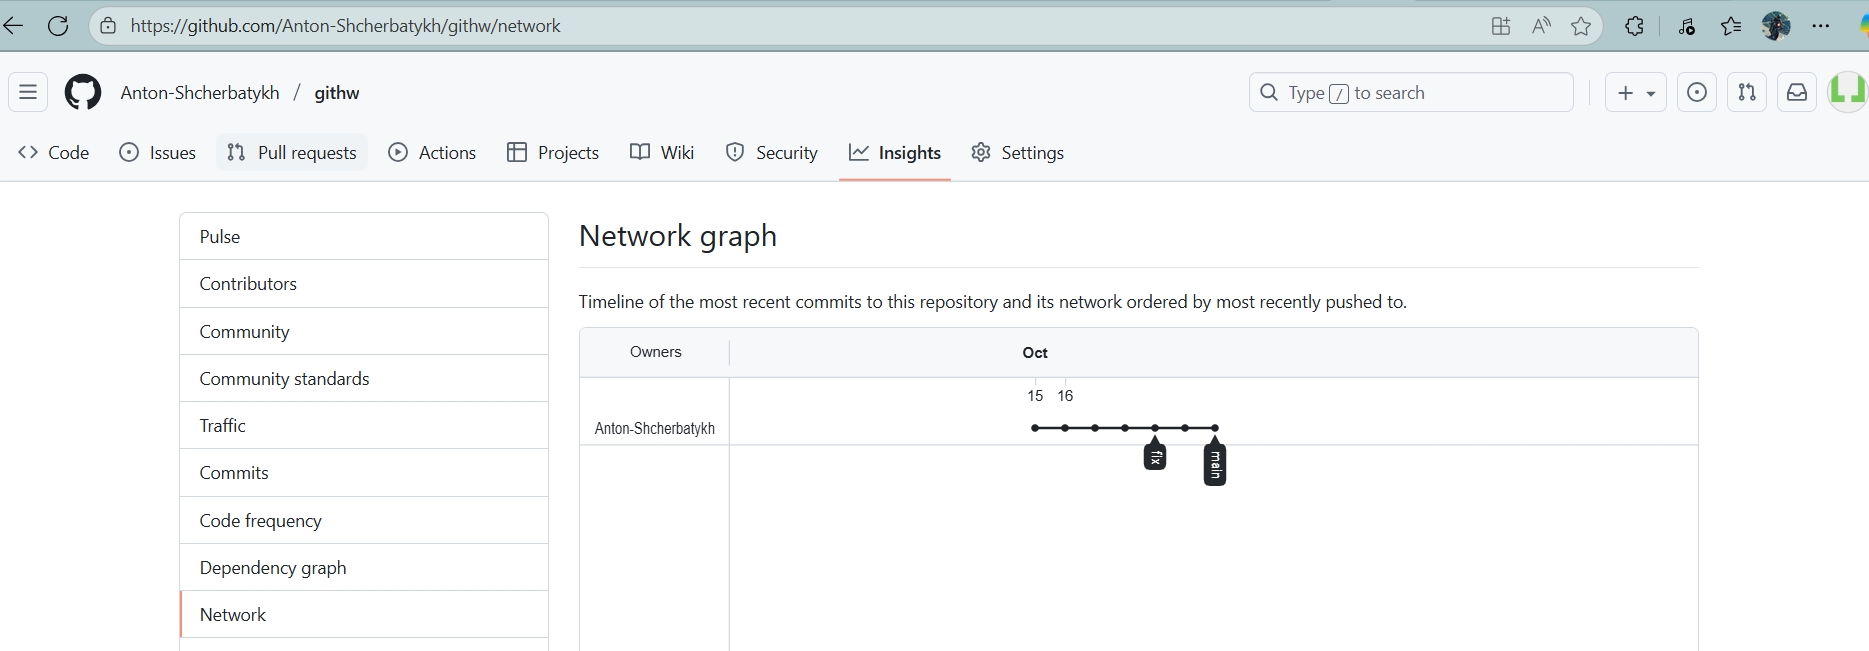 https://github.com/Anton-Shcherbatykh/githw/network
Anton-Shcherbatykh / githw
Type / to search
Code Issues Pull requests Actions Projects Wiki Security Insights Settings
Pulse
Contributors
Community
Community standards
Traffic
Commits
Code frequency
Dependency graph
Network
Network graph
Timeline of the most recent commits to this repository and its network ordered by most recently pushed to.
Owners Oct
15 16
Anton-Shcherbatykh
fix
main